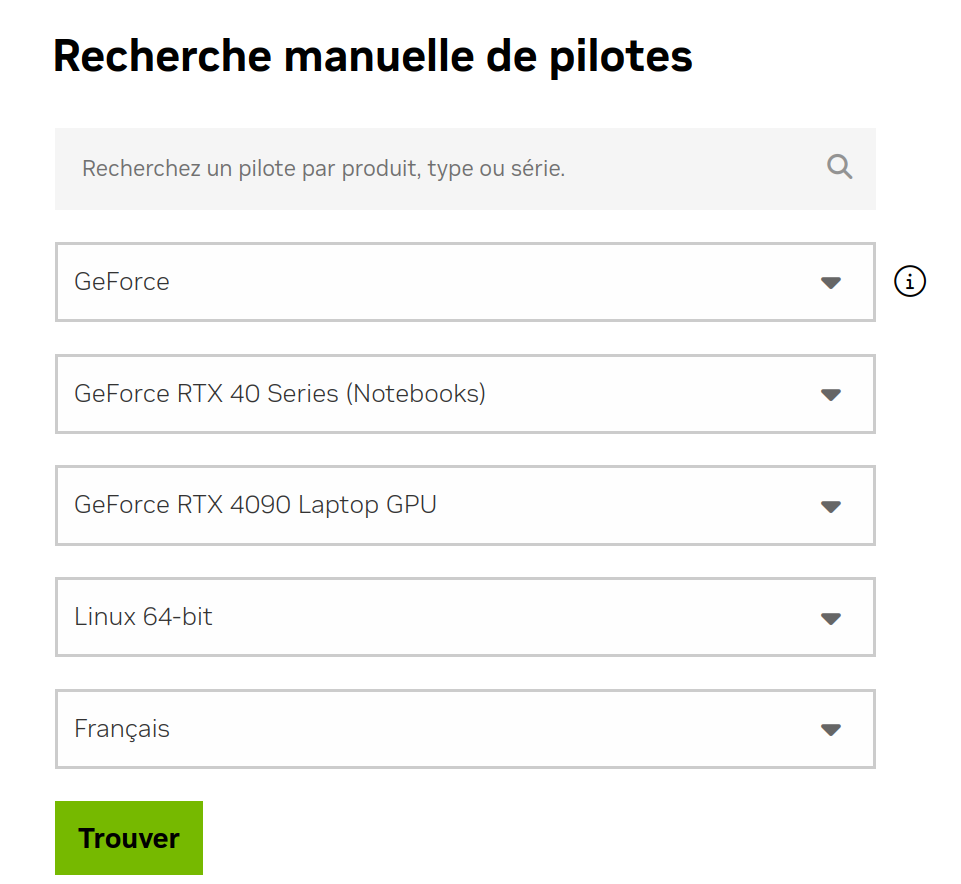 Recherche manuelle de pilotes
Recherchez un pilote par produit, type ou série.
GeForce
GeForce RTX 40 Series (Notebooks)
GeForce RTX 4090 Laptop GPU
Linux 64-bit
Français
Trouver